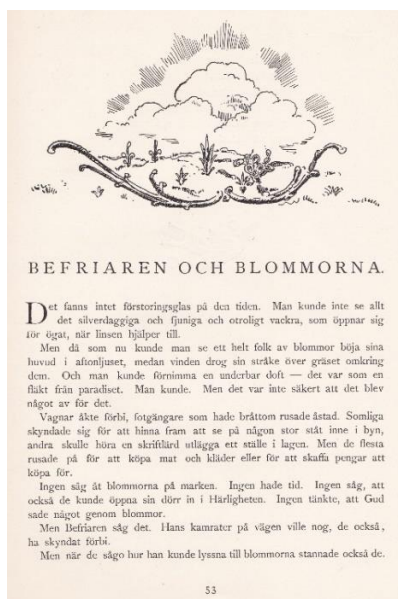 BEFRIAREN OCH BLOMMORNA.
Det fanns intet förstoringsglas på den tiden. Man kunde inte se allt
det silverdaggiga och fjuniga och otroligt vackra, som öppnar sig
för ögat, när linsen hjälper till.
Men då som nu kunde man se ett helt folk av blommor böja sina
huvud i aftonljuset, medan vinden drog sin stråke över gräset omkring
dem. Och man kunde förnimma en underbar doft — det var som en
fläkt från paradiset. Man kunde. Men det var inte säkert att det blev
något av för det.
Vagnar åkte förbi, fotgängare som hade bråttom rusade åstad. Somliga
skyndade sig för att hinna fram att se på någon stor ståt inne i byn,
andra skulle höra en skriftlärd utlägga ett ställe i lagen. Men de flesta
rusade på för att köpa mat och kläder eller för att skaffa pengar att
köpa för.
Ingen såg åt blommorna på marken. Ingen hade tid. Ingen såg, att
också de kunde öppna sin dörr in i Härligheten. Ingen tänkte, att Gud
sade något genom blommor.
Men Befriaren såg det. Hans kamrater på vägen ville nog, de också,
ha skyndat förbi.
Men när de sågo hur han kunde lyssna till blommorna stannade också de.
53